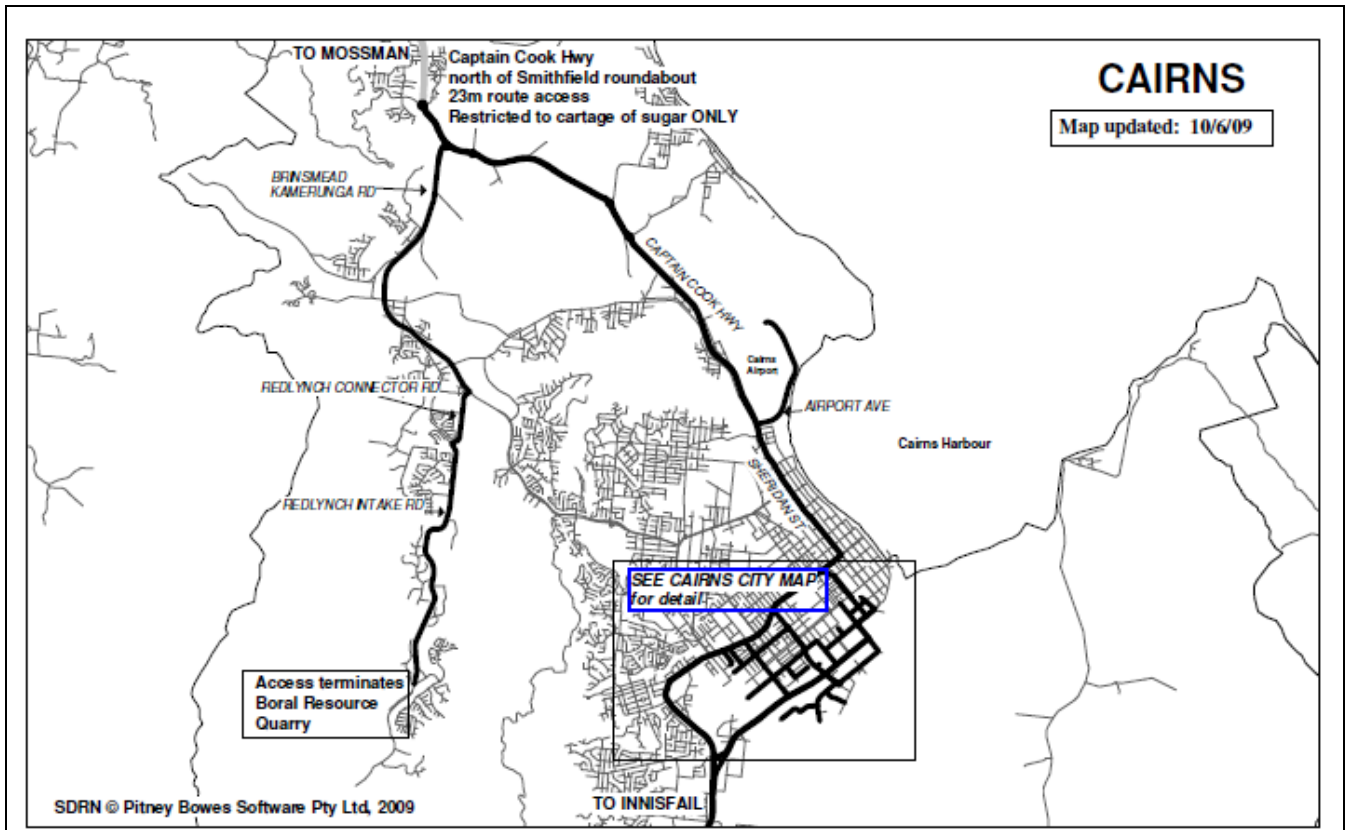 TO MOSSMAN
Captain Cook Hwy
north of Smithfield roundabout
23m route access
Restricted to cartage of sugar ONLY
CAIRNS
Map updated: 10/6/09
BRINSMEAD
KAMERUNGA RD
CAPTAIN COOK HWY
Cairns
Airport
REDLYNCH CONNECTOR RD
AIRPORT AVE
Cairns Harbour
SHERIDAN ST
REDLYNCH INTAKE RD
SEE CAIRNS CITY MAP
for detail
Access terminates
Boral Resource
Quarry
TO INNISFAIL
SDRN © Pitney Bowes Software Pty Ltd, 2009